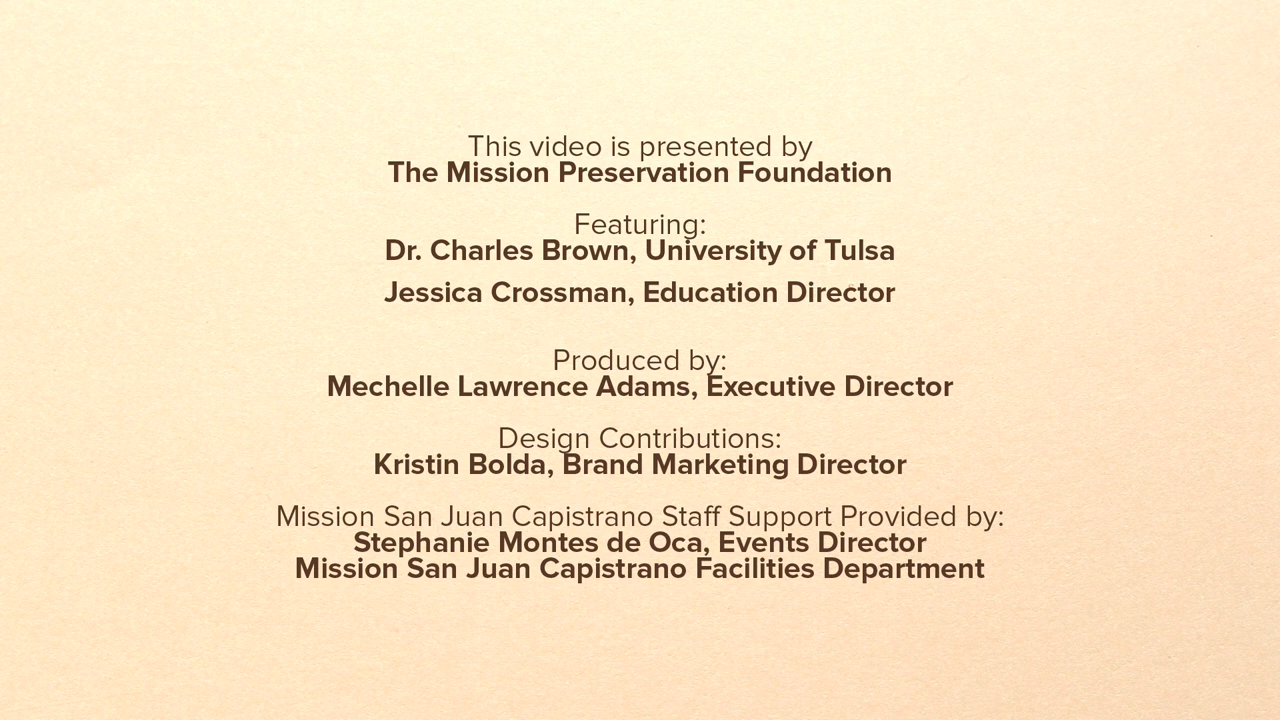 This video is presented by
The Mission Preservation Foundation
Featuring:
Dr. Charles Brown, University of Tulsa
Jessica Crossman, Education Director
Produced by:
Mechelle Lawrence Adams, Executive Director
Design Contributions:
Kristin Bolda, Brand Marketing Director
Mission San Juan Capistrano Staff Support Provided by:
Stephanie Montes de Oca, Events Director
Mission San Juan Capistrano Facilities Department